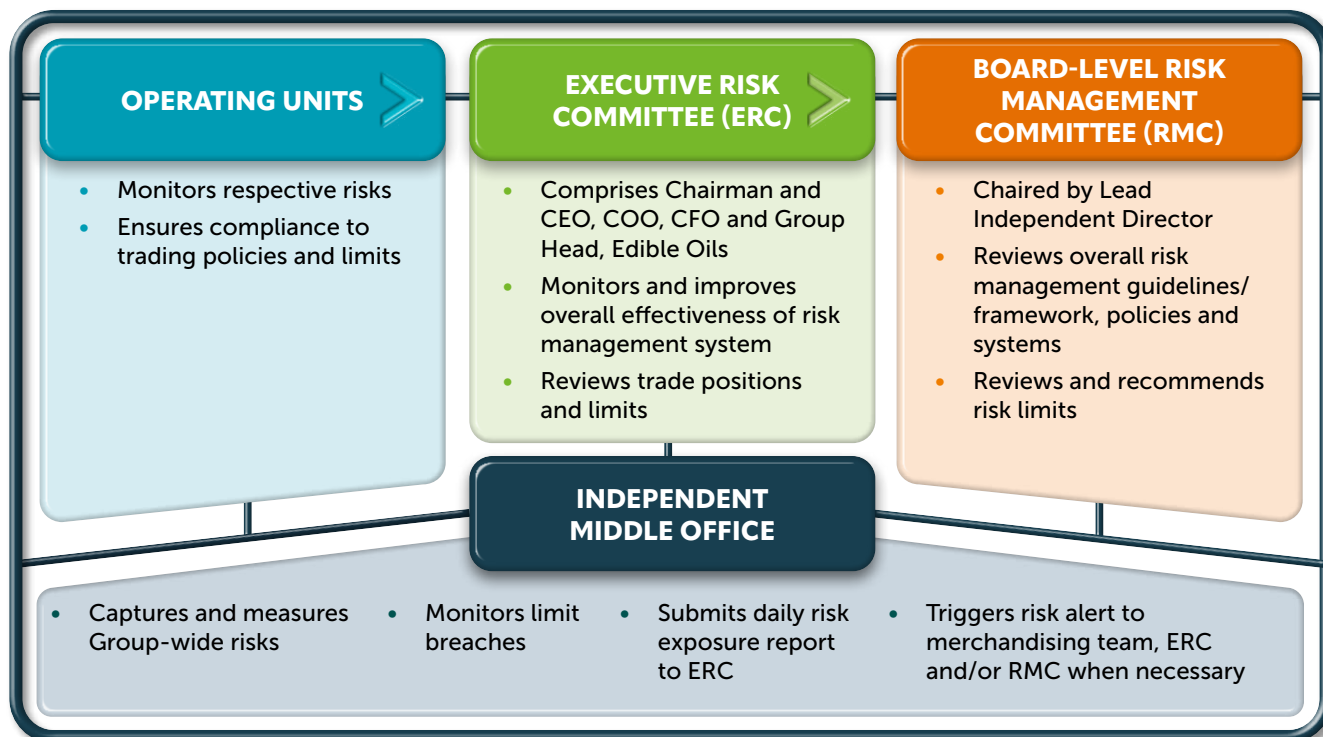 OPERATING UNITS
• Monitors respective risks
• Ensures compliance to
trading policies and limits
EXECUTIVE RISK
COMMITTEE (ERC)
• Comprises Chairman and
CEO, COO, CFO and Group
Head, Edible Oils
• Monitors and improves
overall effectiveness of risk
management system
• Reviews trade positions
and limits
BOARD-LEVEL RISK
MANAGEMENT
COMMITTEE (RMC)
• Chaired by Lead
Independent Director
• Reviews overall risk
management guidelines/
framework, policies and
systems
• Reviews and recommends
risk limits
INDEPENDENT
MIDDLE OFFICE
• Captures and measures
Group-wide risks
• Monitors limit
breaches
• Submits daily risk
exposure report
to ERC
• Triggers risk alert to
merchandising team, ERC
and/or RMC when necessary